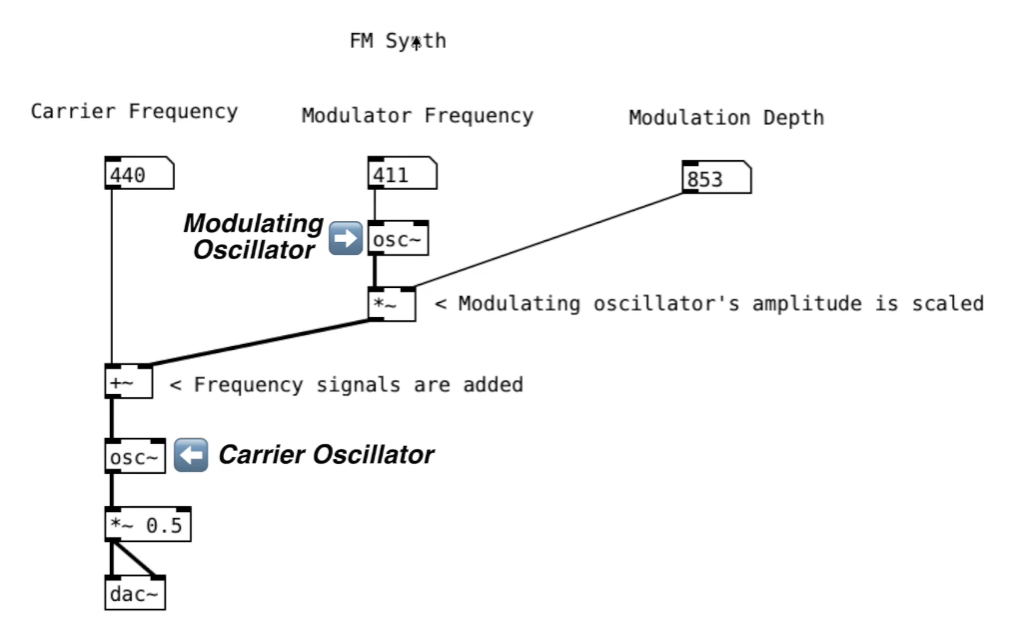 FM Synth
Carrier Frequency
Modulator Frequency
Modulation Depth
440
411
853
Modulating
Oscillator
osc~
*~
< Modulating oscillator's amplitude is scaled
+~
< Frequency signals are added
osc~
Carrier Oscillator
*~ 0.5
dac~